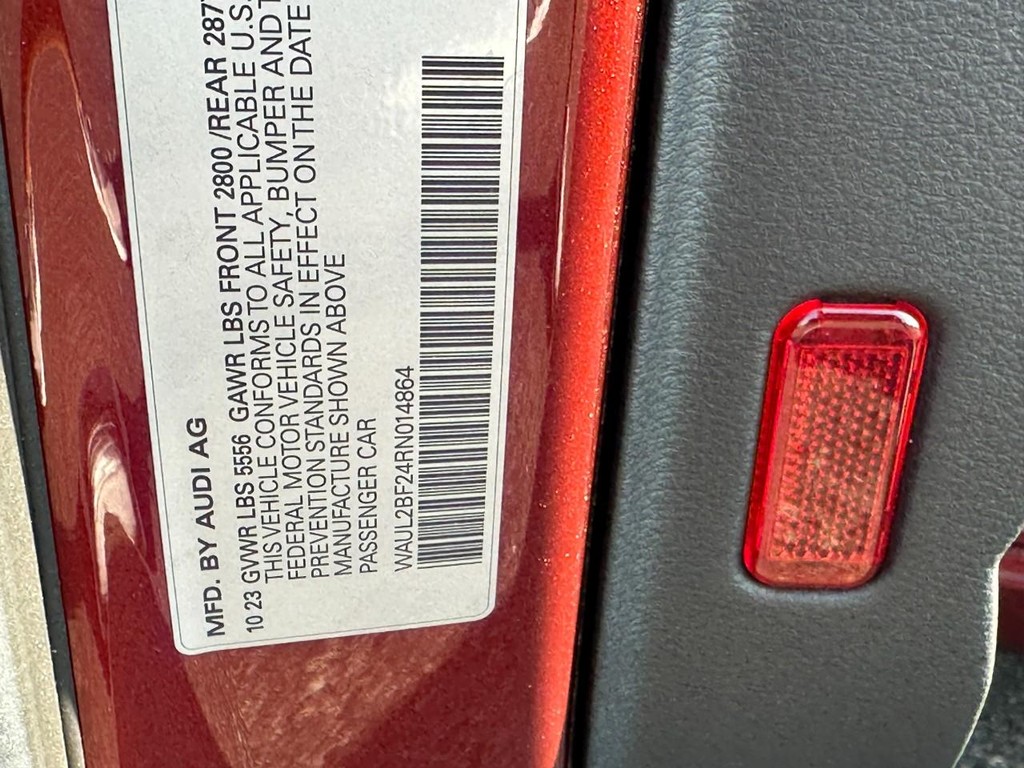 MFD. BY AUDI AG
10 23 GVWR LBS 5556 GAWR LBS FRONT 2800 /REAR 287
THIS VEHICLE CONFORMS TO ALL APPLICABLE U.S.
FEDERAL MOTOR VEHICLE SAFETY, BUMPER AND
PREVENTION STANDARDS IN EFFECT ON THE DATE
MANUFACTURE SHOWN ABOVE
PASSENGER CAR
WAUL2BF24RN014864